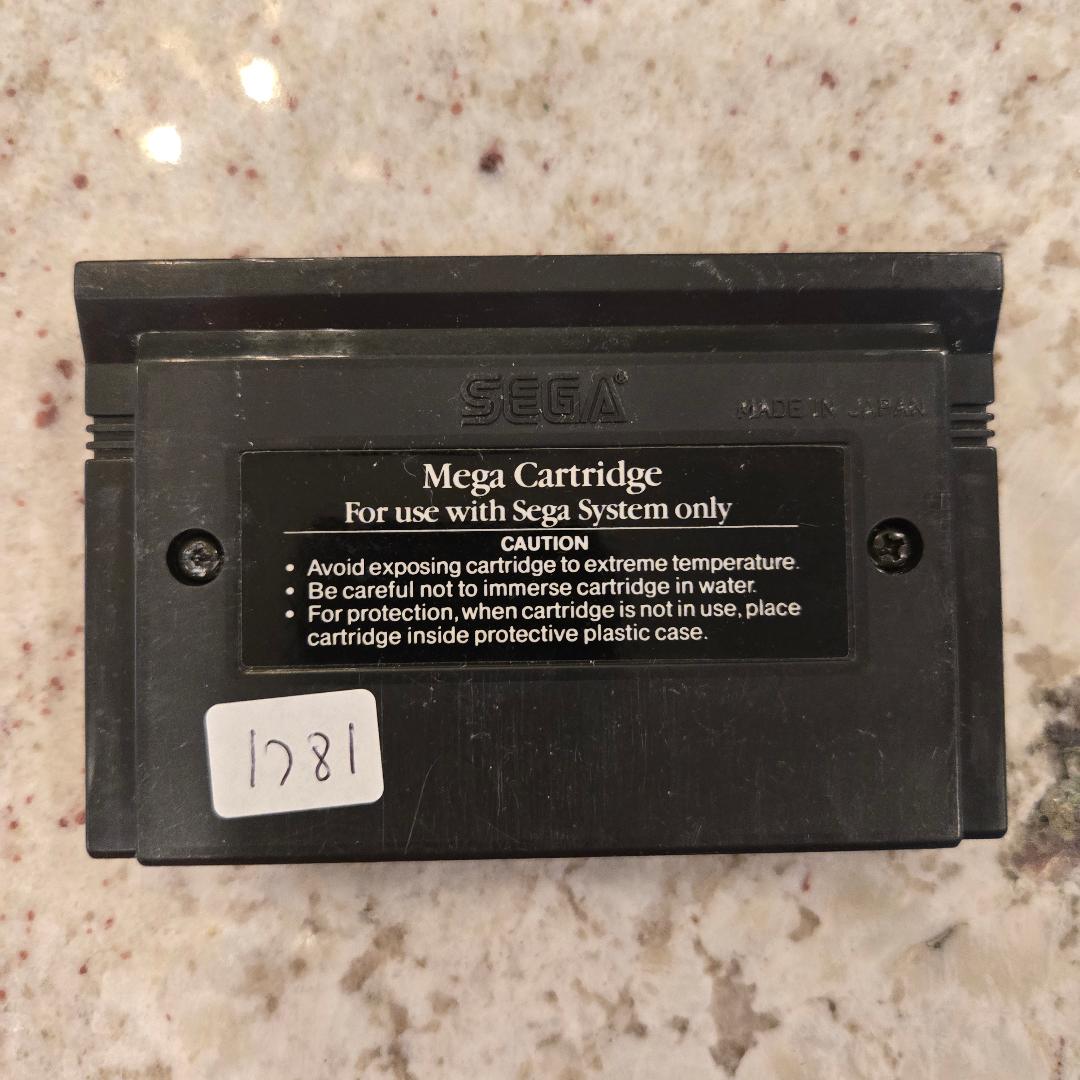 SEGA®
MADE IN JAPAN
Mega Cartridge
For use with Sega System only
CAUTION
• Avoid exposing cartridge to extreme temperature.
• Be careful not to immerse cartridge in water.
• For protection, when cartridge is not in use, place
cartridge inside protective plastic case.
1781